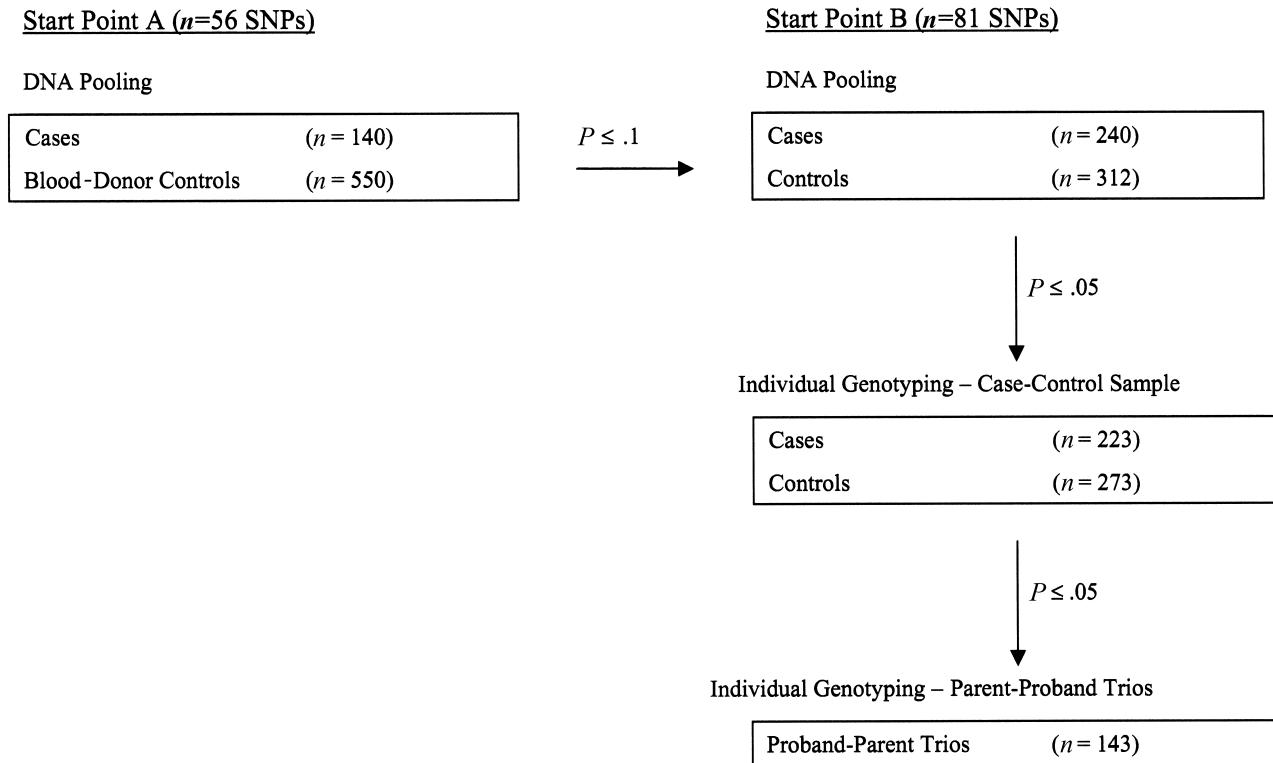 Start Point A (n=56 SNPs)
DNA Pooling
Cases (n = 140)
Blood-Donor Controls (n = 550)
P ≤ .1
Start Point B (n=81 SNPs)
DNA Pooling
Cases (n = 240)
Controls (n = 312)
P ≤ .05
Individual Genotyping – Case-Control Sample
Cases (n = 223)
Controls (n = 273)
P ≤ .05
Individual Genotyping – Parent-Proband Trios
Proband-Parent Trios (n = 143)